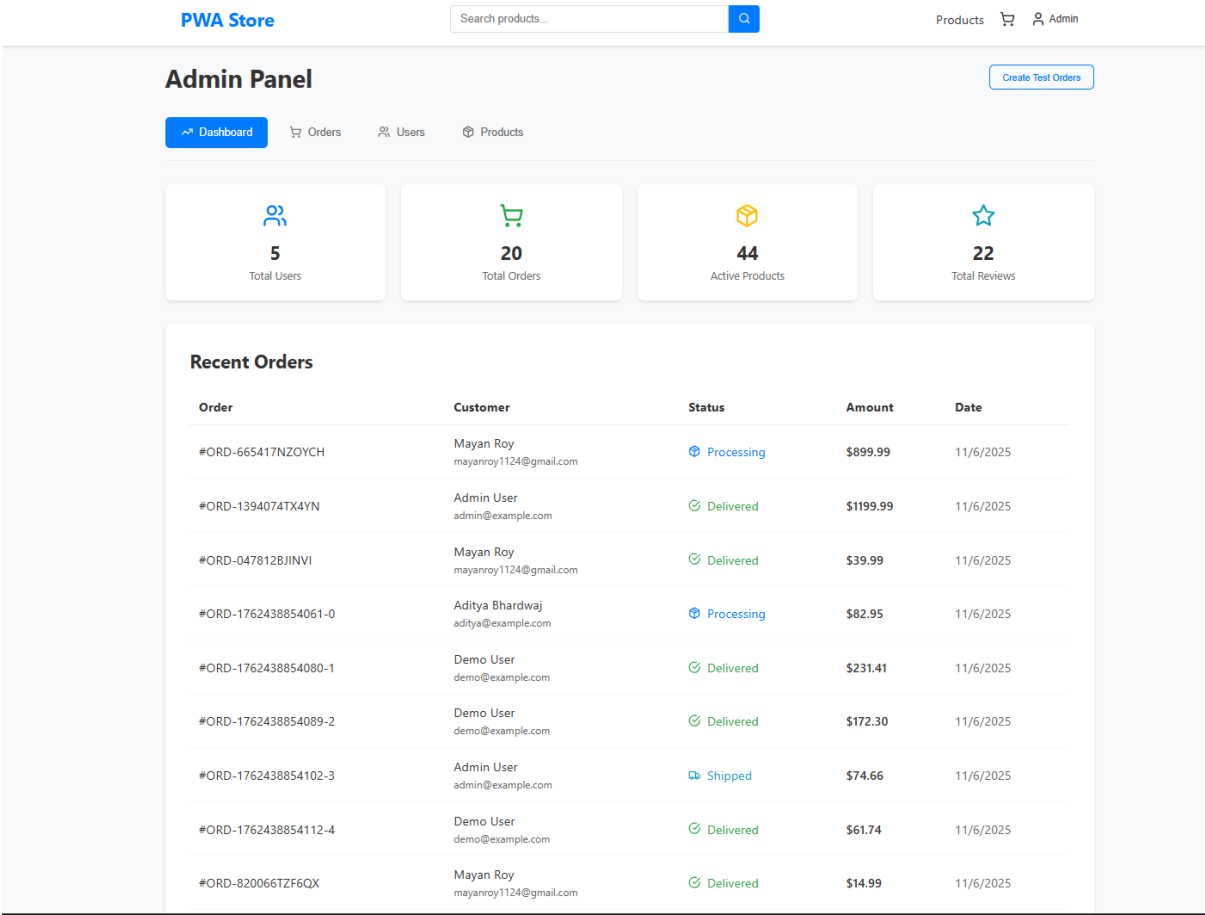 PWA Store
Search products...
Products
Admin
Admin Panel
Create Test Orders
Dashboard
Orders
Users
Products
5
Total Users
20
Total Orders
44
Active Products
22
Total Reviews
Recent Orders
Order Customer Status Amount Date
#ORD-665417NZOYCH Mayan Roy Processing $899.99 11/6/2025
mayanroy1124@gmail.com
#ORD-1394074TX4YN Admin User Delivered $1199.99 11/6/2025
admin@example.com
#ORD-047812BJINVI Mayan Roy Delivered $39.99 11/6/2025
mayanroy1124@gmail.com
#ORD-1762438854061-0 Aditya Bhardwaj Processing $82.95 11/6/2025
aditya@example.com
#ORD-1762438854080-1 Demo User Delivered $231.41 11/6/2025
demo@example.com
#ORD-1762438854089-2 Demo User Delivered $172.30 11/6/2025
demo@example.com
#ORD-1762438854102-3 Admin User Shipped $74.66 11/6/2025
admin@example.com
#ORD-1762438854112-4 Demo User Delivered $61.74 11/6/2025
demo@example.com
#ORD-820066TZF6QX Mayan Roy Delivered $14.99 11/6/2025
mayanroy1124@gmail.com